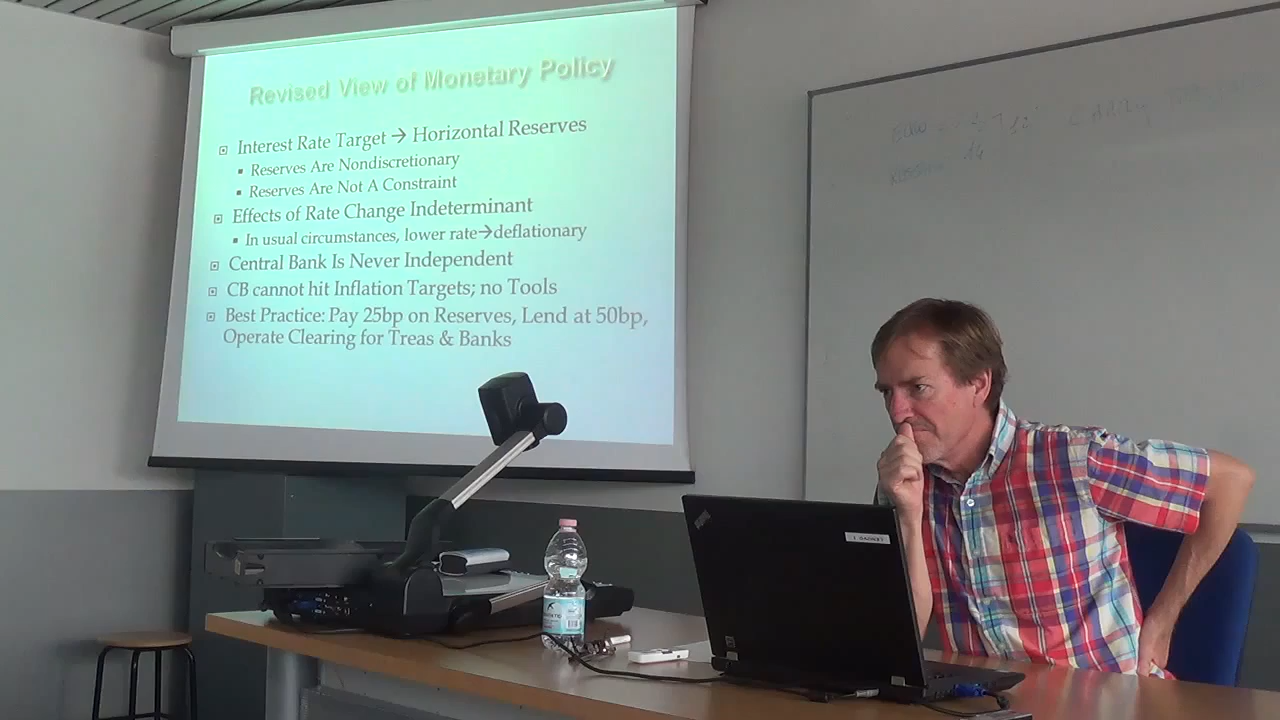 Revised View of Monetary Policy
Interest Rate Target → Horizontal Reserves
Reserves Are Nondiscretionary
Reserves Are Not A Constraint
Effects of Rate Change Indeterminant
In usual circumstances, lower rate→deflationary
Central Bank Is Never Independent
CB cannot hit Inflation Targets; no Tools
Best Practice: Pay 25bp on Reserves, Lend at 50bp,
Operate Clearing for Treas & Banks